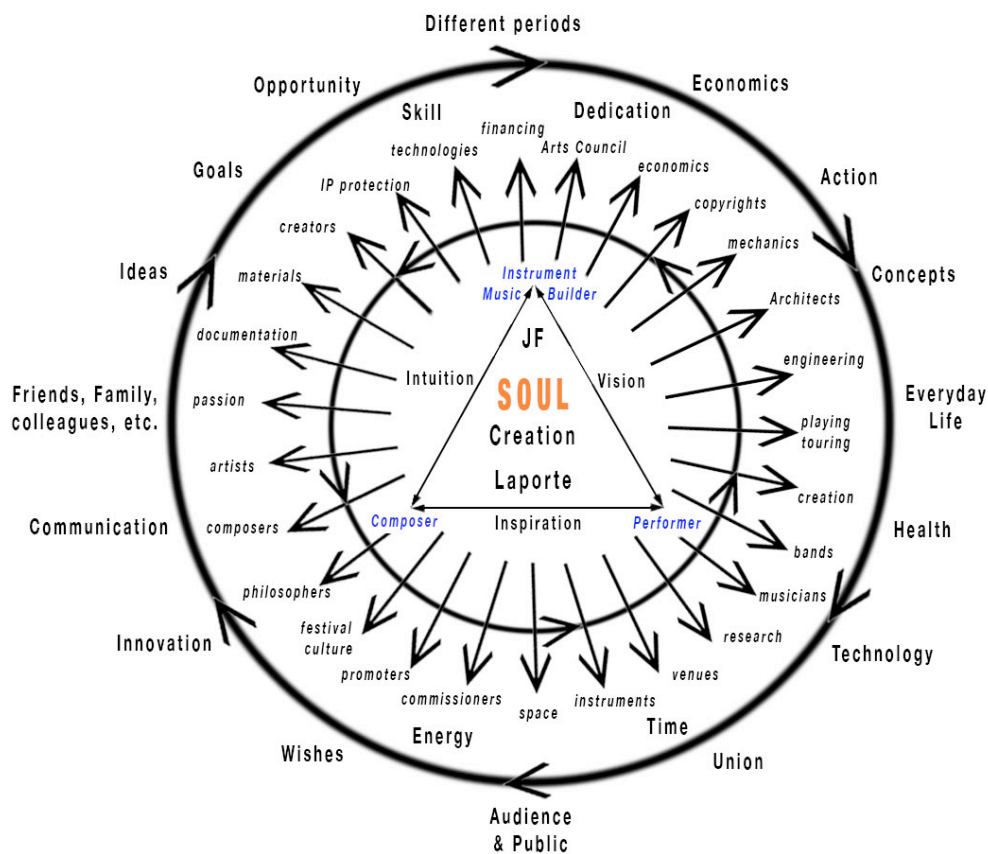 Different periods
Opportunity
Economics
Skill
Dedication
financing
technologies
Arts Council
Goals
IP protection
economics
Action
creators
copyrights
mechanics
Ideas
materials
Concepts
Instrument
Music Builder
Architects
documentation
JF
engineering
Intuition
Vision
Friends, Family,
colleagues, etc.
passion
SOUL
Everyday
Life
playing
touring
Creation
artists
Laporte
creation
Communication
composers
Composer
Inspiration
Performer
Health
bands
philosophers
musicians
festival
culture
research
Innovation
Technology
promoters
venues
commissioners
instruments
space
Energy
Time
Wishes
Union
Audience
& Public